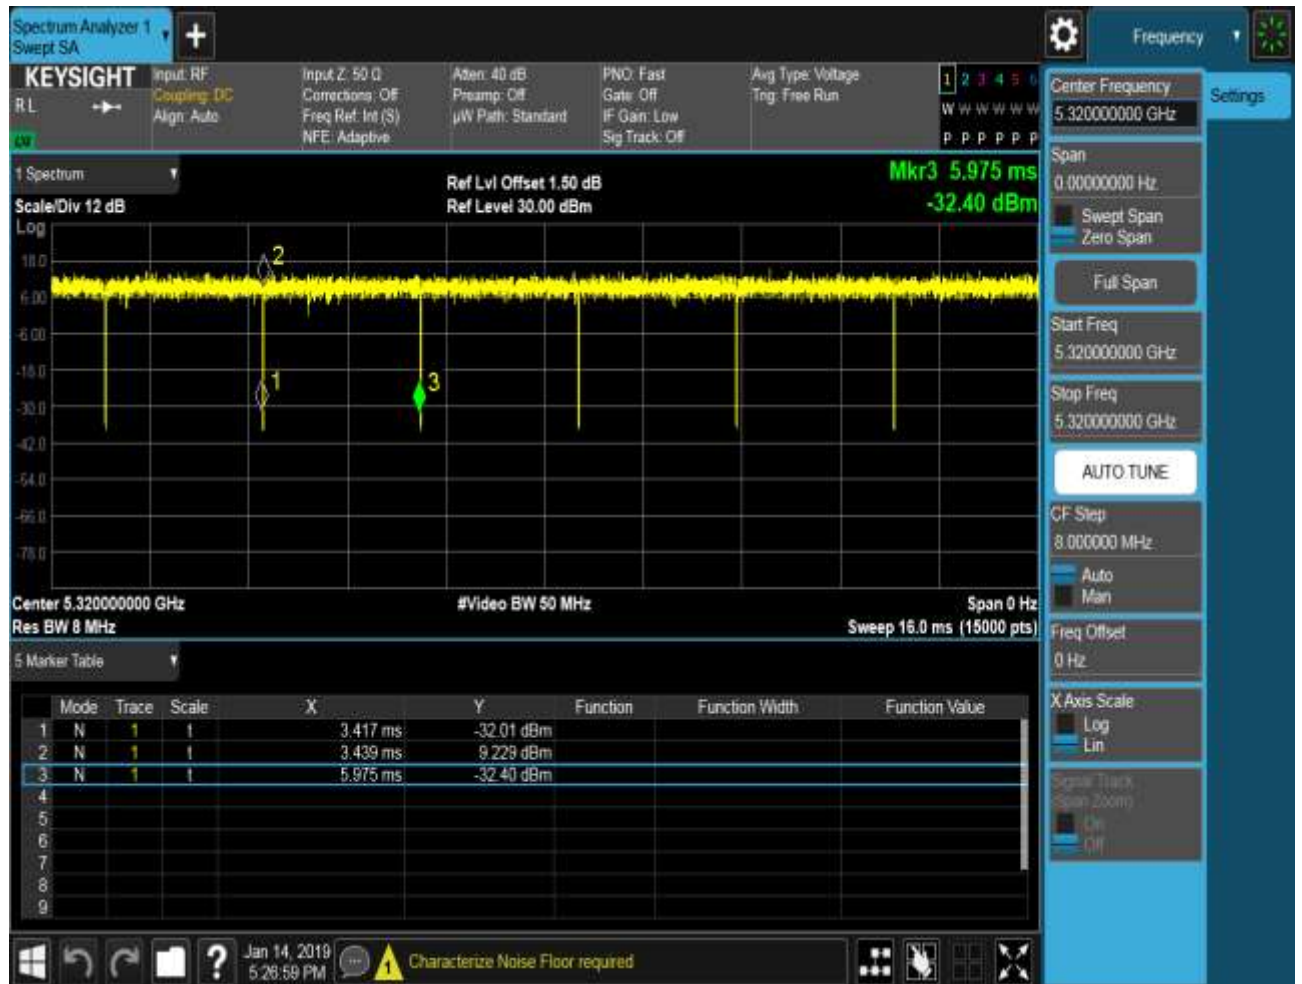 Spectrum Analyzer 1
Swept SA
+
Frequency
KEYSIGHT
Input: RF
Input Z: 50 Ω
Atten: 40 dB
PNO: Fast
Avg Type: Voltage
1 2 3 4 5 6
RL
Coupling: DC
Corrections: Off
Preamp: Off
Gate: Off
Trig: Free Run
W W W W W W
Align: Auto
Freq Ref: Int (S)
µW Path: Standard
IF Gain: Low
NFE: Adaptive
Sig Track: Off
P P P P P P
Center Frequency
5.320000000 GHz
Settings
Span
0.00000000 Hz
Swept Span
Zero Span
Full Span
Start Freq
5.320000000 GHz
Stop Freq
5.320000000 GHz
AUTO TUNE
CF Step
8.000000 MHz
Auto
Man
Freq Offset
0 Hz
X Axis Scale
Log
Lin
Signal Track
(Span Zoom)
On
Off
1 Spectrum
Ref Lvl Offset 1.50 dB
Mkr3 5.975 ms
Scale/Div 12 dB
Ref Level 30.00 dBm
-32.40 dBm
Log
18.0
2
6.00
-6.00
-18.0
1
3
-30.0
-42.0
-54.0
-66.0
-78.0
Center 5.320000000 GHz
#Video BW 50 MHz
Span 0 Hz
Res BW 8 MHz
Sweep 16.0 ms (15000 pts)
5 Marker Table
Mode Trace Scale X Y Function Function Width Function Value
1 N 1 t 3.417 ms -32.01 dBm
2 N 1 t 3.439 ms 9.229 dBm
3 N 1 t 5.975 ms -32.40 dBm
4
5
6
7
8
9
?
Jan 14, 2019
5:26:59 PM
1
Characterize Noise Floor required